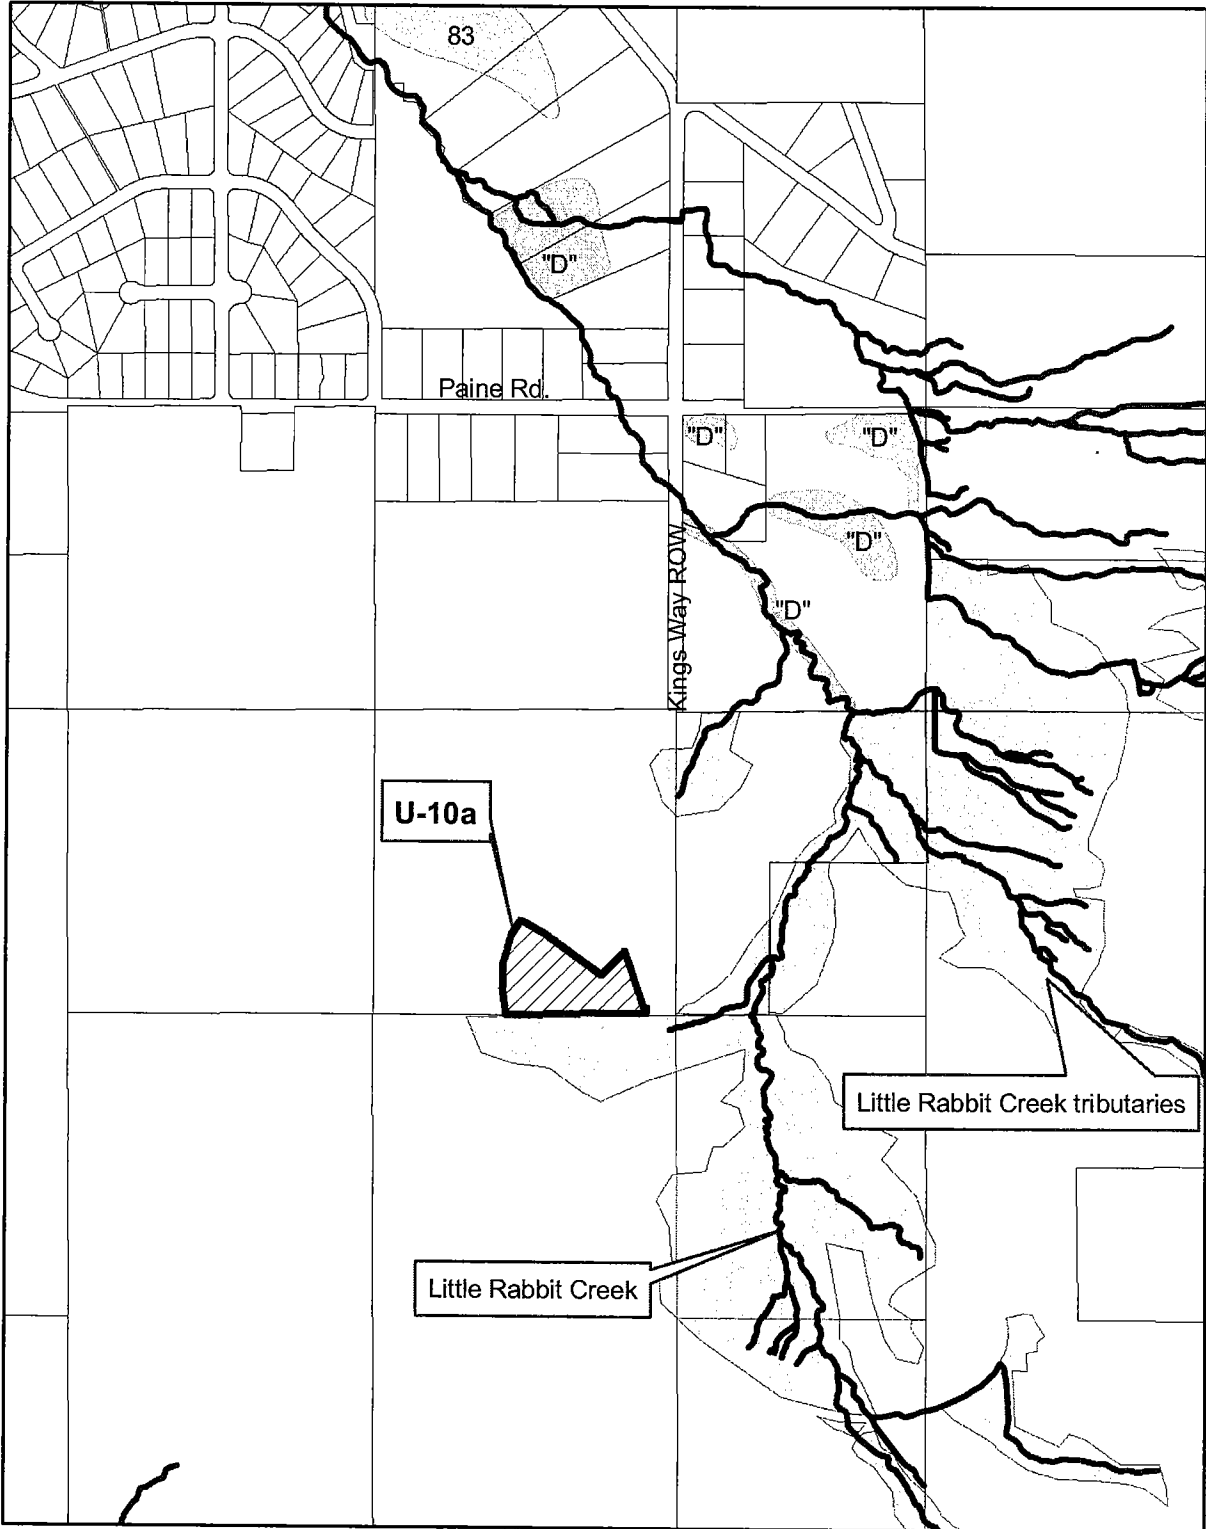 83
"D"
Paine Rd.
"D"
"D"
"D"
Kings Way ROW
"D"
U-10a
Little Rabbit Creek tributaries
Little Rabbit Creek